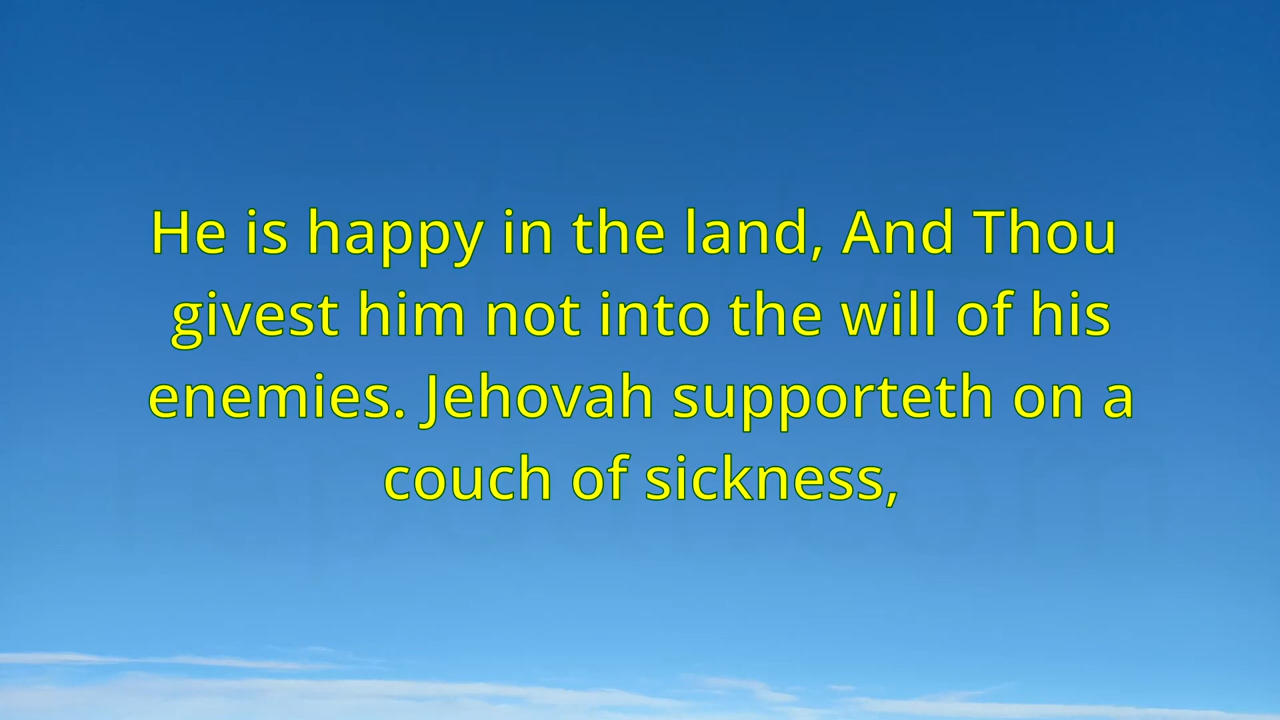 He is happy in the land, And Thou
givest him not into the will of his
enemies. Jehovah supporteth on a
couch of sickness,